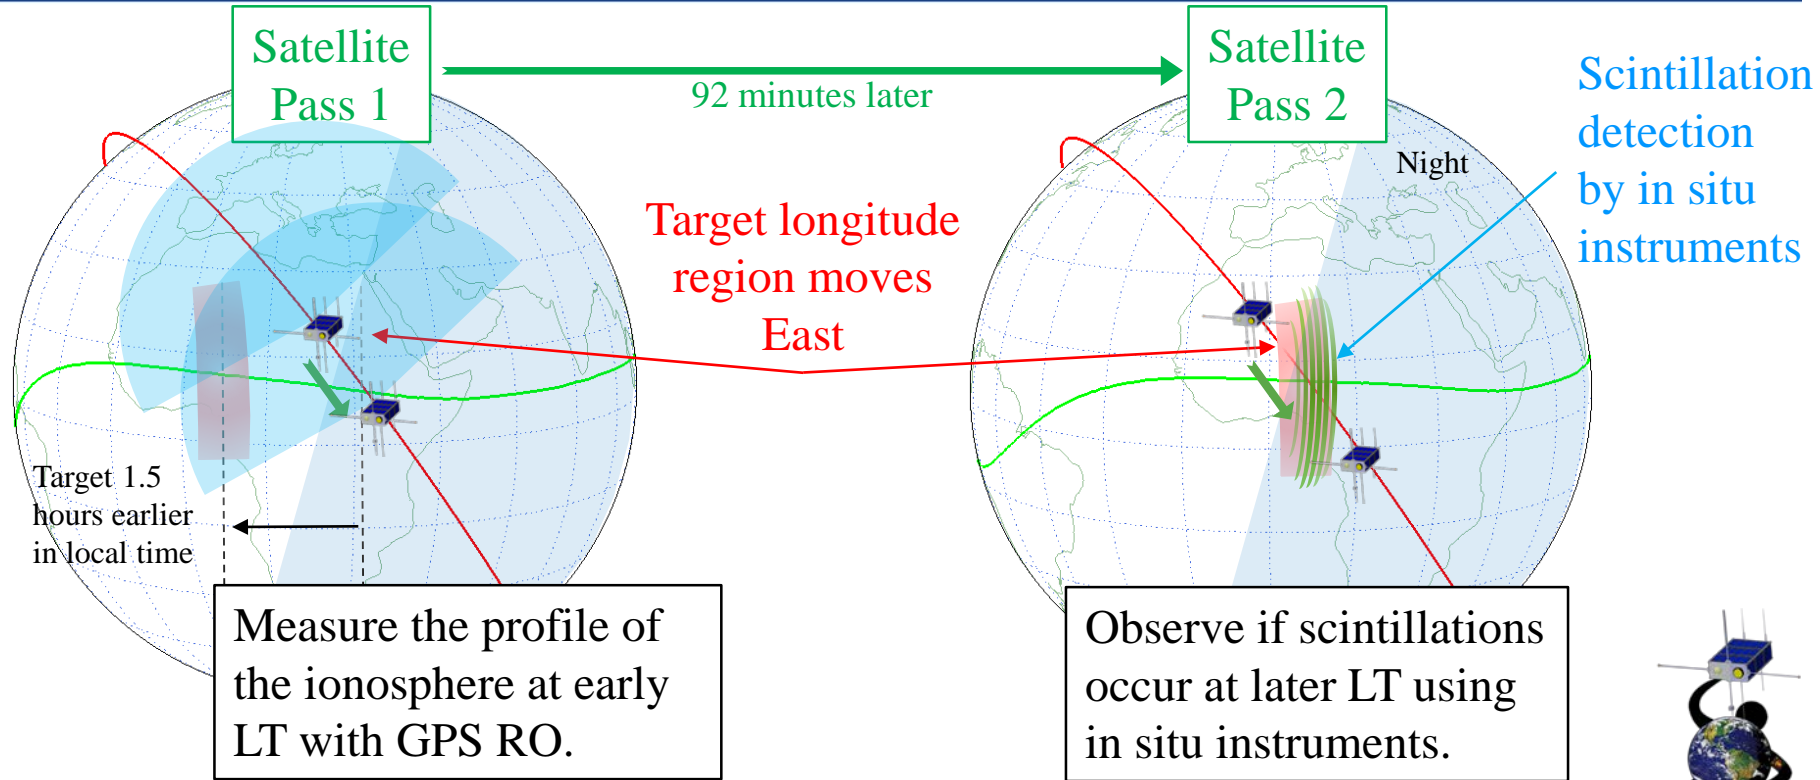 Satellite
Pass 1
92 minutes later
Satellite
Pass 2
Scintillation
detection
by in situ
instruments
Night
Target longitude
region moves
East
Target 1.5
hours earlier
in local time
Measure the profile of
the ionosphere at early
LT with GPS RO.
Observe if scintillations
occur at later LT using
in situ instruments.